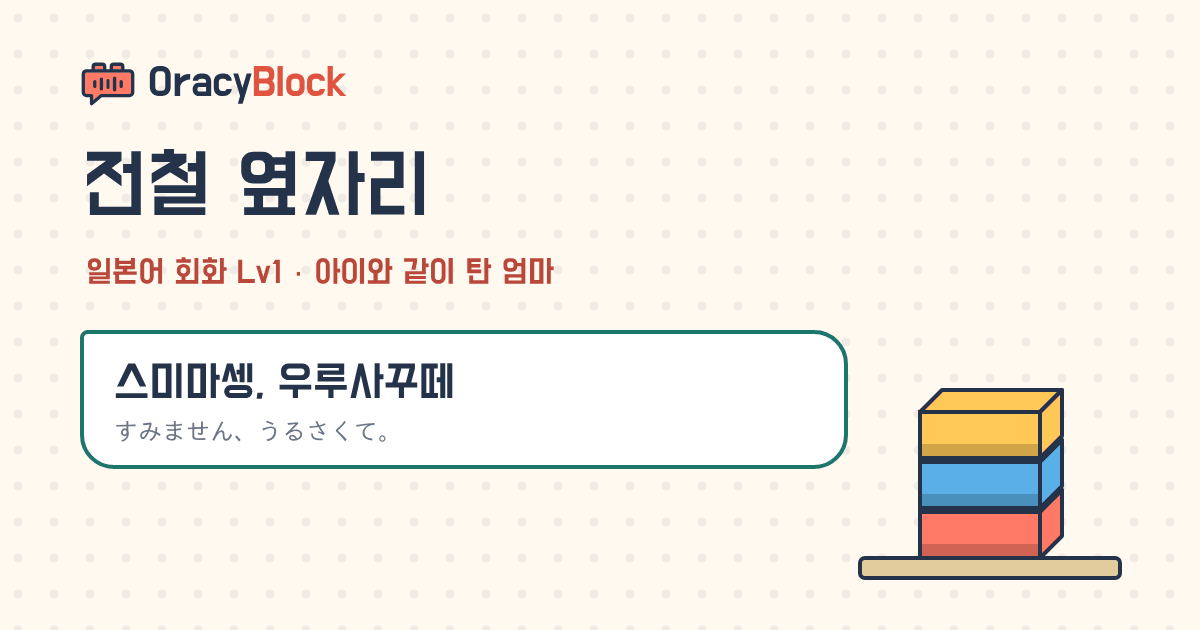 OracyBlock
전철 옆자리
일본어 회화 Lv1 · 아이와 같이 탄 엄마
스미마셍, 우루사꾸떼
すみません、うるさくて。